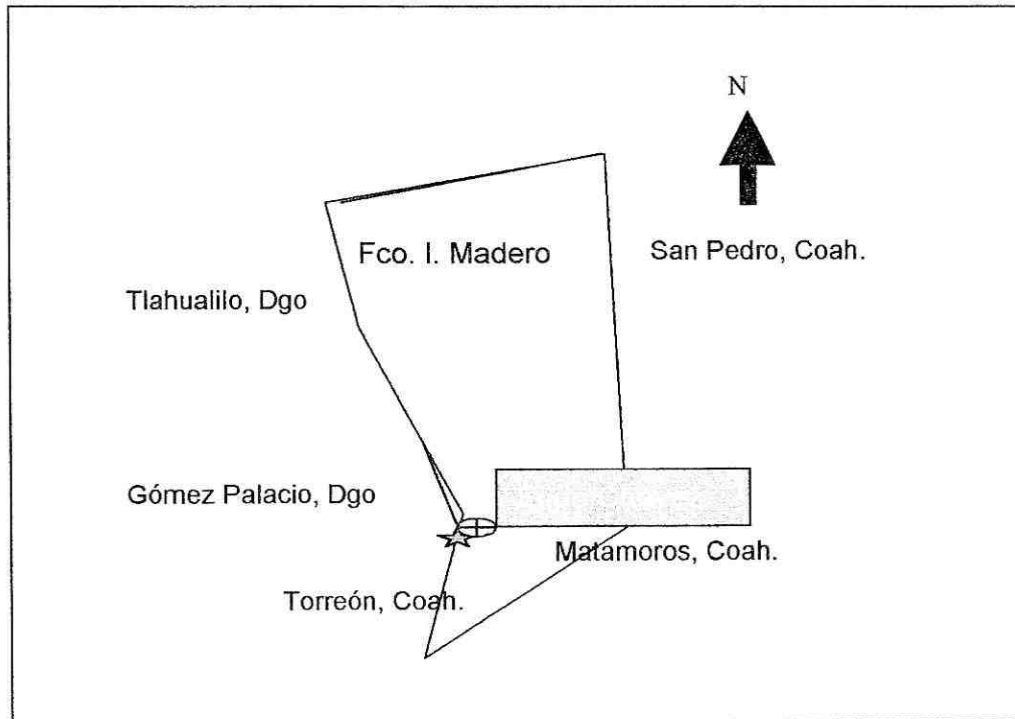 N
Fco. I. Madero
San Pedro, Coah.
Tlahualilo, Dgo
Gómez Palacio, Dgo
Matamoros, Coah.
Torreón, Coah.